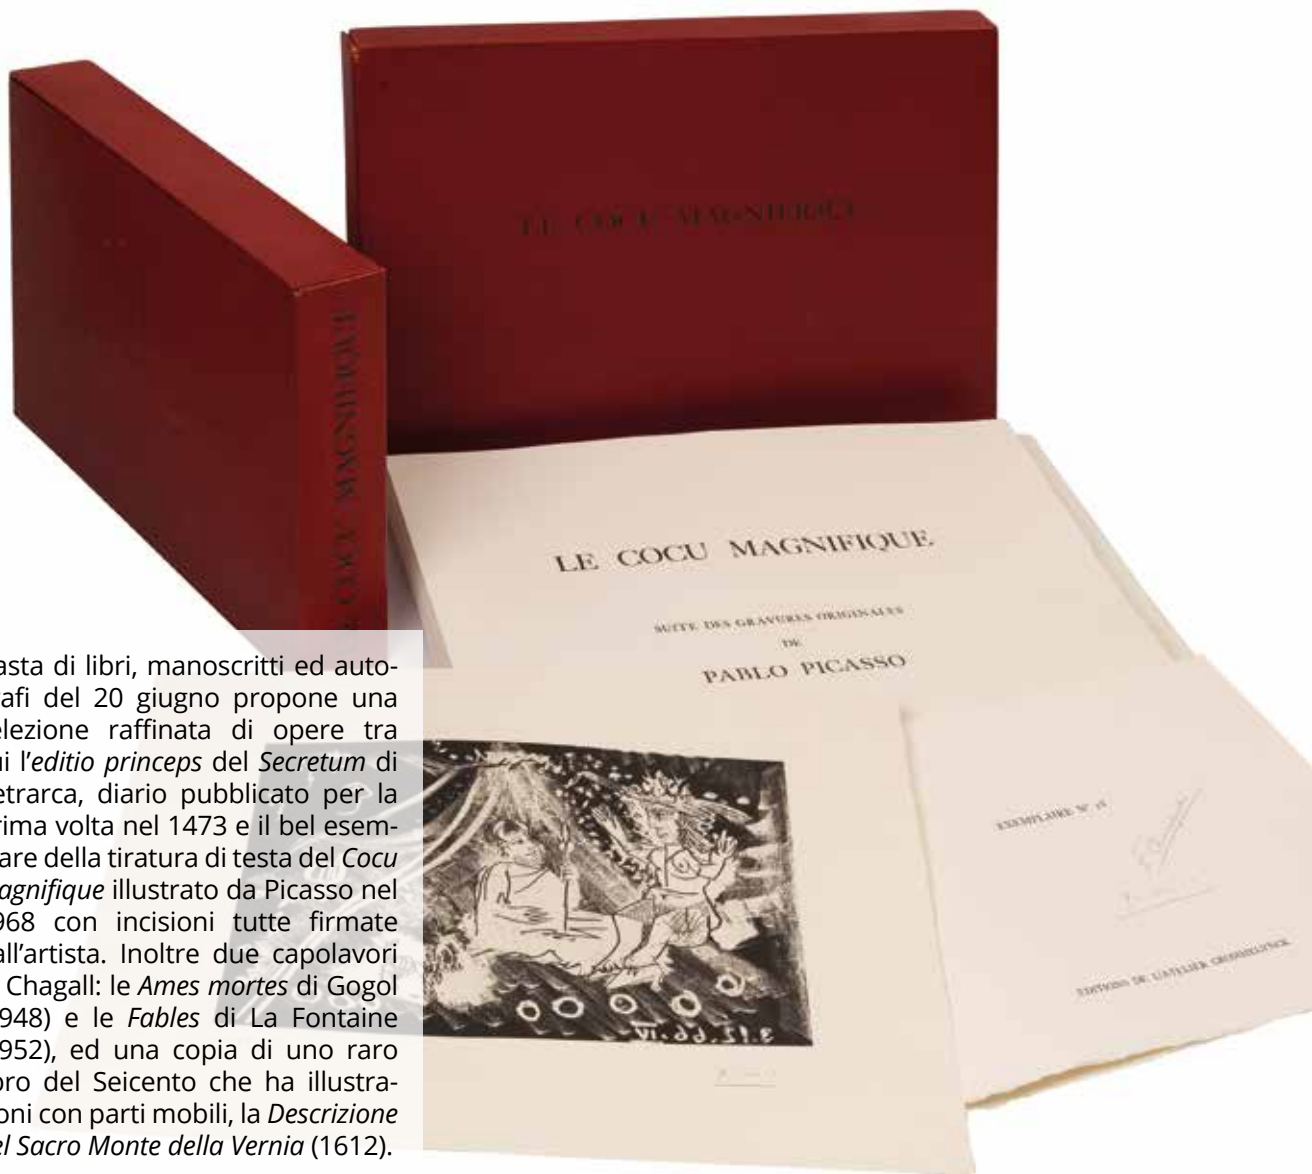 LE COCU MAGNIFIQUE
COCU MAGNIFIQUE
LE COCU MAGNIFIQUE
SUITE DES GRAVURES ORIGINALES
DE
PABLO PICASSO
EXEMPLAIRE N°
EDITIONS DE L'ATELIER CROMMELYNCK
3.12.66.IV
asta di libri, manoscritti ed auto-
afi del 20 giugno propone una
elezione raffinata di opere tra
ui l'editio princeps del Secretum di
etrarca, diario pubblicato per la
rima volta nel 1473 e il bel esem-
are della tiratura di testa del Cocu
agnifique illustrato da Picasso nel
968 con incisioni tutte firmate
all'artista. Inoltre due capolavori
Chagall: le Ames mortes di Gogol
948) e le Fables di La Fontaine
952), ed una copia di uno raro
bro del Seicento che ha illustra-
oni con parti mobili, la Descrizione
el Sacro Monte della Vernia (1612).